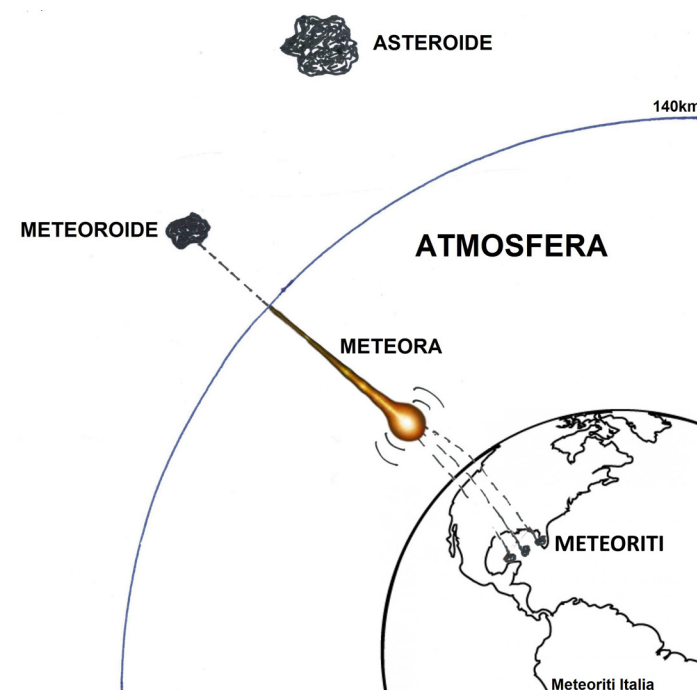 ASTEROIDE
140km
METEOROIDE
ATMOSFERA
METEORA
METEORITI
Meteoriti Italia